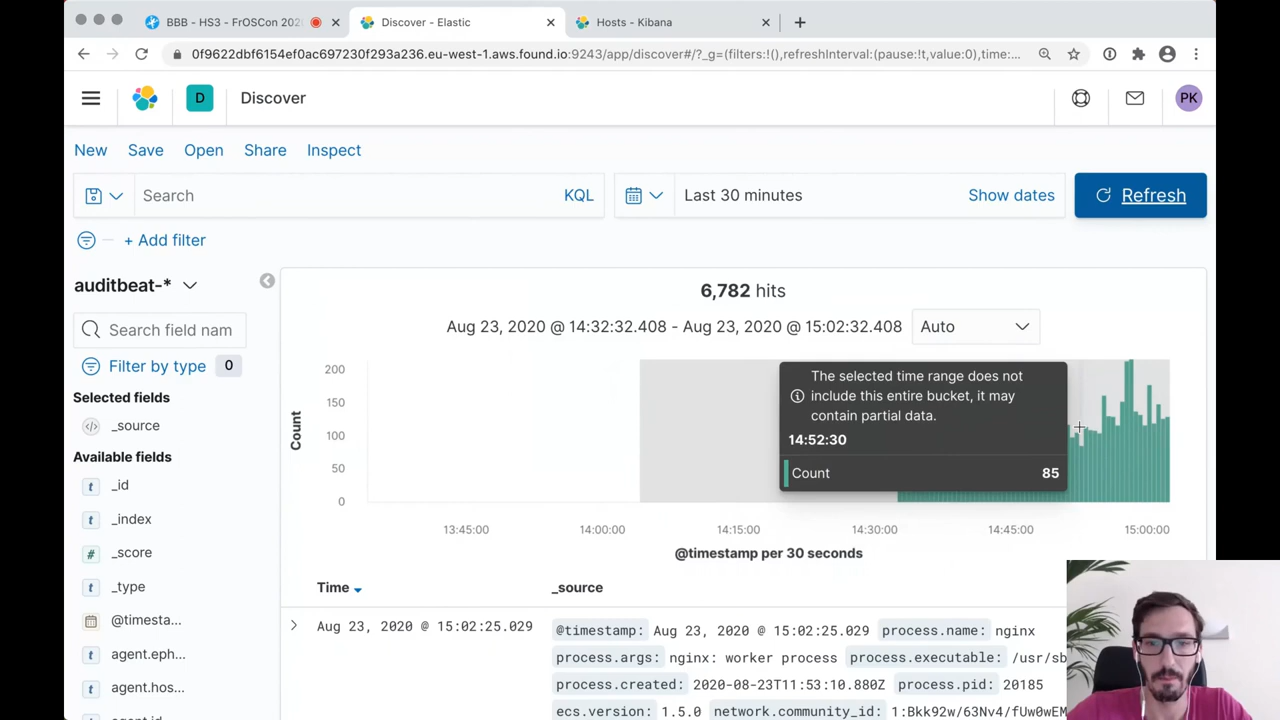 BBB - HS3 - FrOSCon 202
Discover - Elastic
Hosts - Kibana
0f9622dbf6154ef0ac697230f293a236.eu-west-1.aws.found.io:9243/app/discover#/?_g=(filters:!(),refreshInterval:(pause:!t,value:0),time:...
D
Discover
PK
New Save Open Share Inspect
Search KQL Last 30 minutes Show dates Refresh
+ Add filter
auditbeat-*
Search field nam
Filter by type 0
Selected fields
_source
Available fields
_id
_index
_score
_type
@timesta...
agent.eph...
agent.hos...
6,782 hits
Aug 23, 2020 @ 14:32:32.408 - Aug 23, 2020 @ 15:02:32.408 Auto
200
150
100
50
0
Count
The selected time range does not
include this entire bucket, it may
contain partial data.
14:52:30
Count 85
13:45:00 14:00:00 14:15:00 14:30:00 14:45:00 15:00:00
@timestamp per 30 seconds
Time _source
Aug 23, 2020 @ 15:02:25.029
@timestamp: Aug 23, 2020 @ 15:02:25.029 process.name: nginx
process.args: nginx: worker process process.executable: /usr/sb
process.created: 2020-08-23T11:53:10.880Z process.pid: 20185
ecs.version: 1.5.0 network.community_id: 1:Bkk92w/63Nv4/fUw0wEM